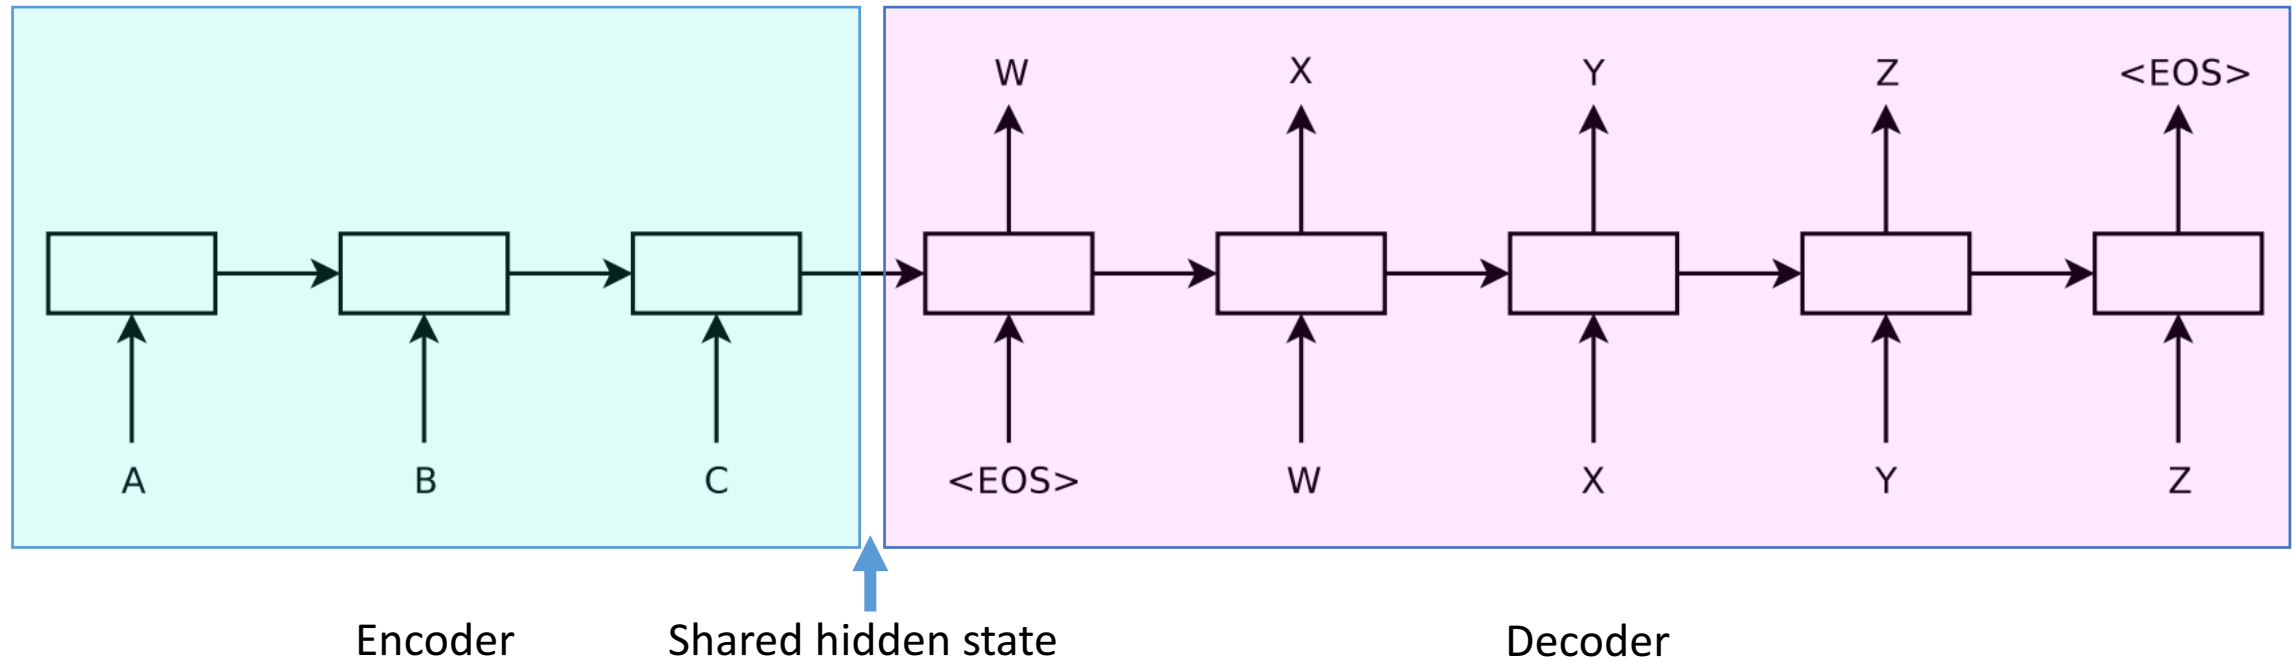 W X Y Z <EOS>
A B C <EOS> W X Y Z
Encoder Shared hidden state Decoder